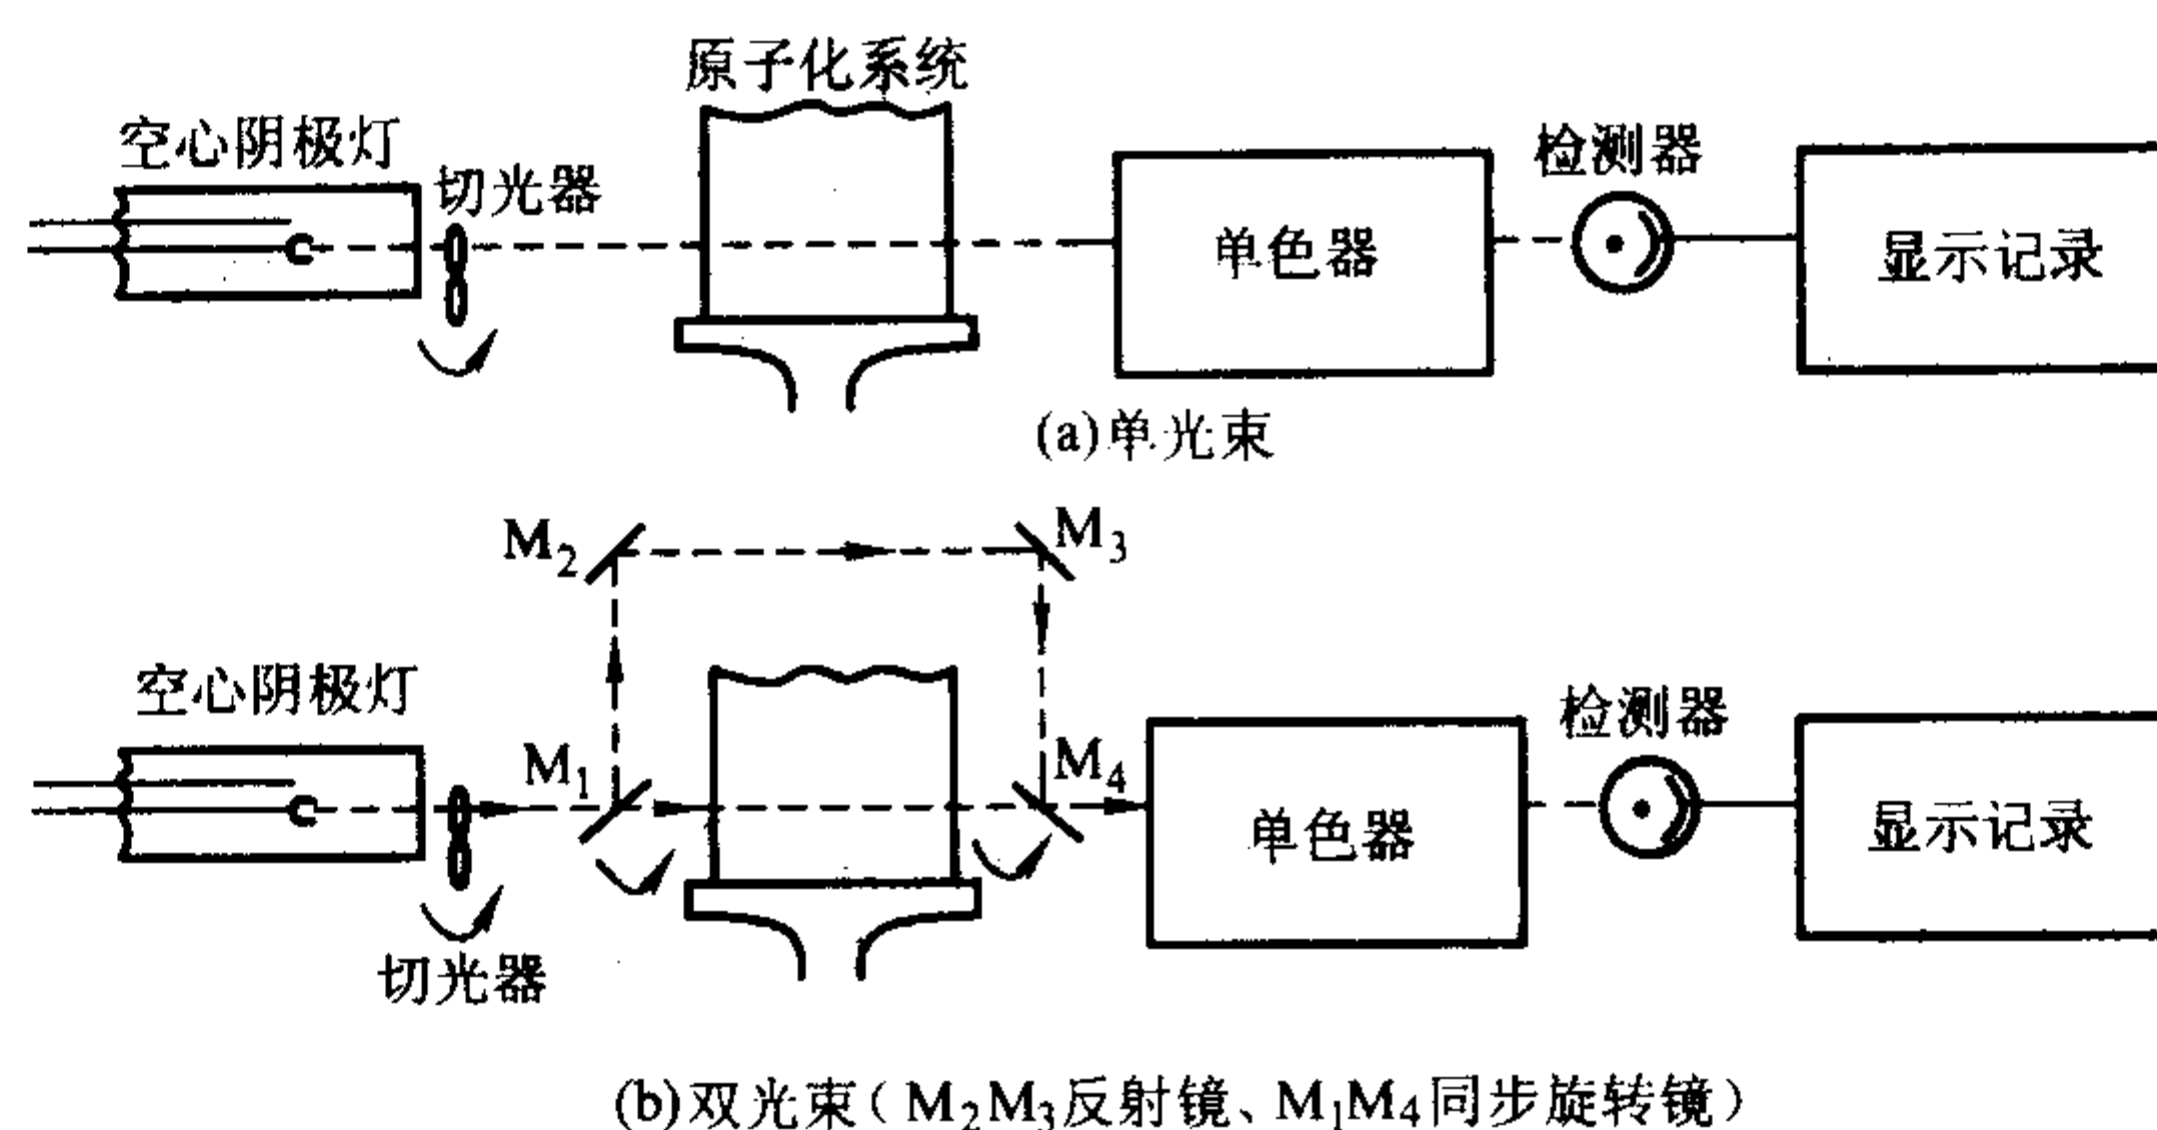 原子化系统
空心阴极灯
切光器
单色器
检测器
显示记录
(a)单光束
M2
M3
空心阴极灯
M1
M4
单色器
检测器
显示记录
切光器
(b)双光束(M2M3反射镜、M1M4同步旋转镜)